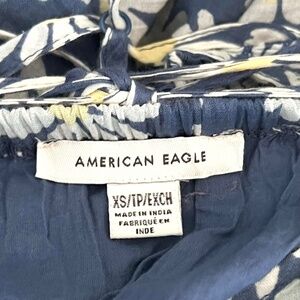 AMERICAN EAGLE
XS/TP/EXCH
MADE IN INDIA
FABRIQUÉ EN
INDE